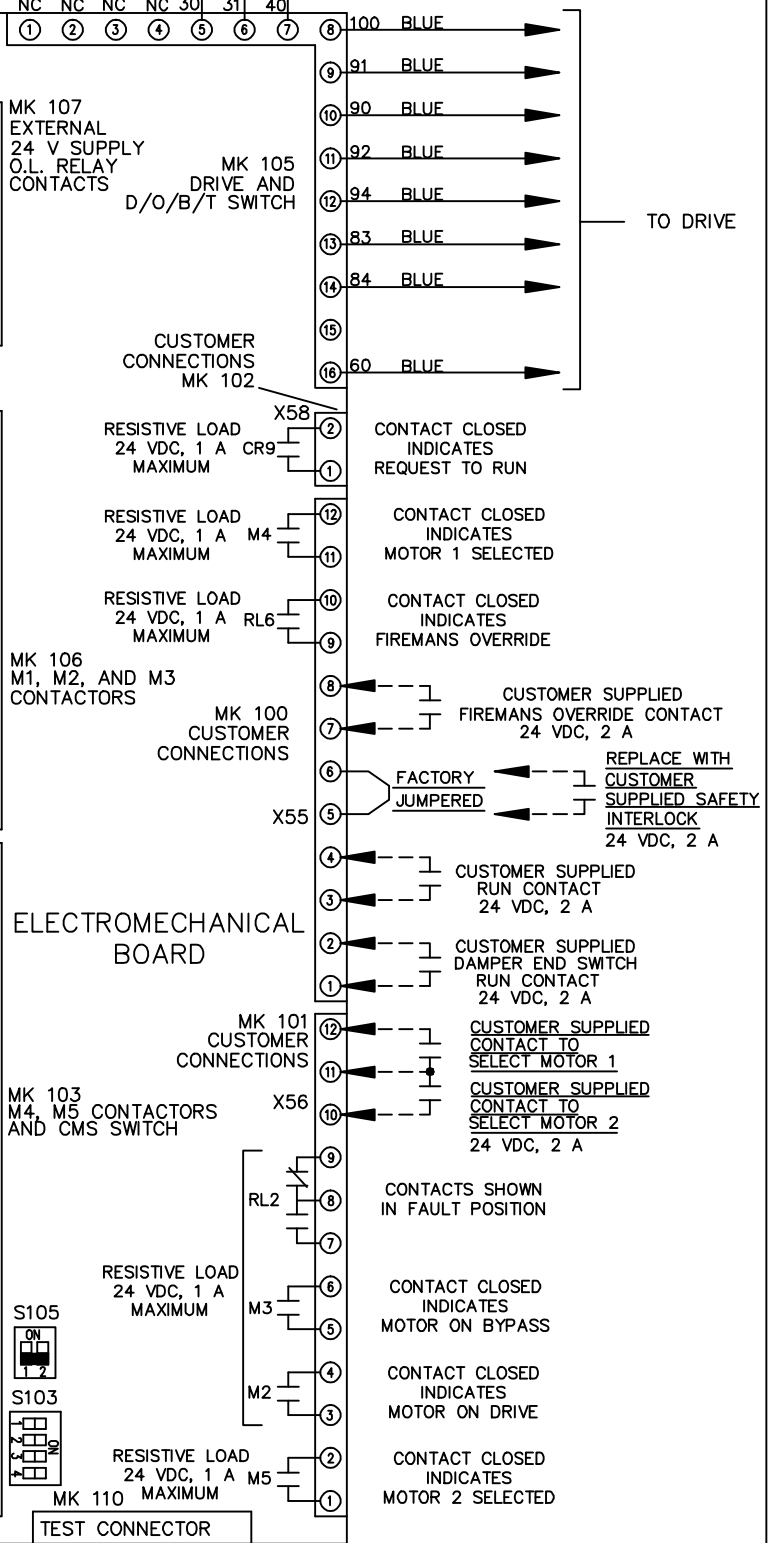 NC NC NC NC 30 31 40
1 2 3 4 5 6 7 8 100 BLUE
9 91 BLUE
10 90 BLUE
11 92 BLUE
12 94 BLUE
13 83 BLUE
14 84 BLUE
15
16 60 BLUE
TO DRIVE
MK 107
EXTERNAL
24 V SUPPLY
O.L. RELAY
CONTACTS
MK 105
DRIVE AND
D/O/B/T SWITCH
CUSTOMER
CONNECTIONS
MK 102
X58
RESISTIVE LOAD
24 VDC, 1 A
MAXIMUM
CR9
2
1
CONTACT CLOSED
INDICATES
REQUEST TO RUN
RESISTIVE LOAD
24 VDC, 1 A
MAXIMUM
M4
12
11
CONTACT CLOSED
INDICATES
MOTOR 1 SELECTED
RESISTIVE LOAD
24 VDC, 1 A
MAXIMUM
RL6
10
9
CONTACT CLOSED
INDICATES
FIREMANS OVERRIDE
MK 106
M1, M2, AND M3
CONTACTORS
MK 100
CUSTOMER
CONNECTIONS
8
7
CUSTOMER SUPPLIED
FIREMANS OVERRIDE CONTACT
24 VDC, 2 A
X55
6
5
FACTORY
JUMPERED
REPLACE WITH
CUSTOMER
SUPPLIED SAFETY
INTERLOCK
24 VDC, 2 A
4
3
CUSTOMER SUPPLIED
RUN CONTACT
24 VDC, 2 A
ELECTROMECHANICAL
BOARD
2
1
CUSTOMER SUPPLIED
DAMPER END SWITCH
RUN CONTACT
24 VDC, 2 A
MK 101
CUSTOMER
CONNECTIONS
X56
12
11
10
CUSTOMER SUPPLIED
CONTACT TO
SELECT MOTOR 1
CUSTOMER SUPPLIED
CONTACT TO
SELECT MOTOR 2
24 VDC, 2 A
MK 103
M4, M5 CONTACTORS
AND CMS SWITCH
RL2
9
8
7
CONTACTS SHOWN
IN FAULT POSITION
RESISTIVE LOAD
24 VDC, 1 A
MAXIMUM
M3
6
5
CONTACT CLOSED
INDICATES
MOTOR ON BYPASS
M2
4
3
CONTACT CLOSED
INDICATES
MOTOR ON DRIVE
S105
ON
1 2
S103
1
2
3
4
ON
RESISTIVE LOAD
24 VDC, 1 A
MAXIMUM
M5
2
1
CONTACT CLOSED
INDICATES
MOTOR 2 SELECTED
MK 110
TEST CONNECTOR